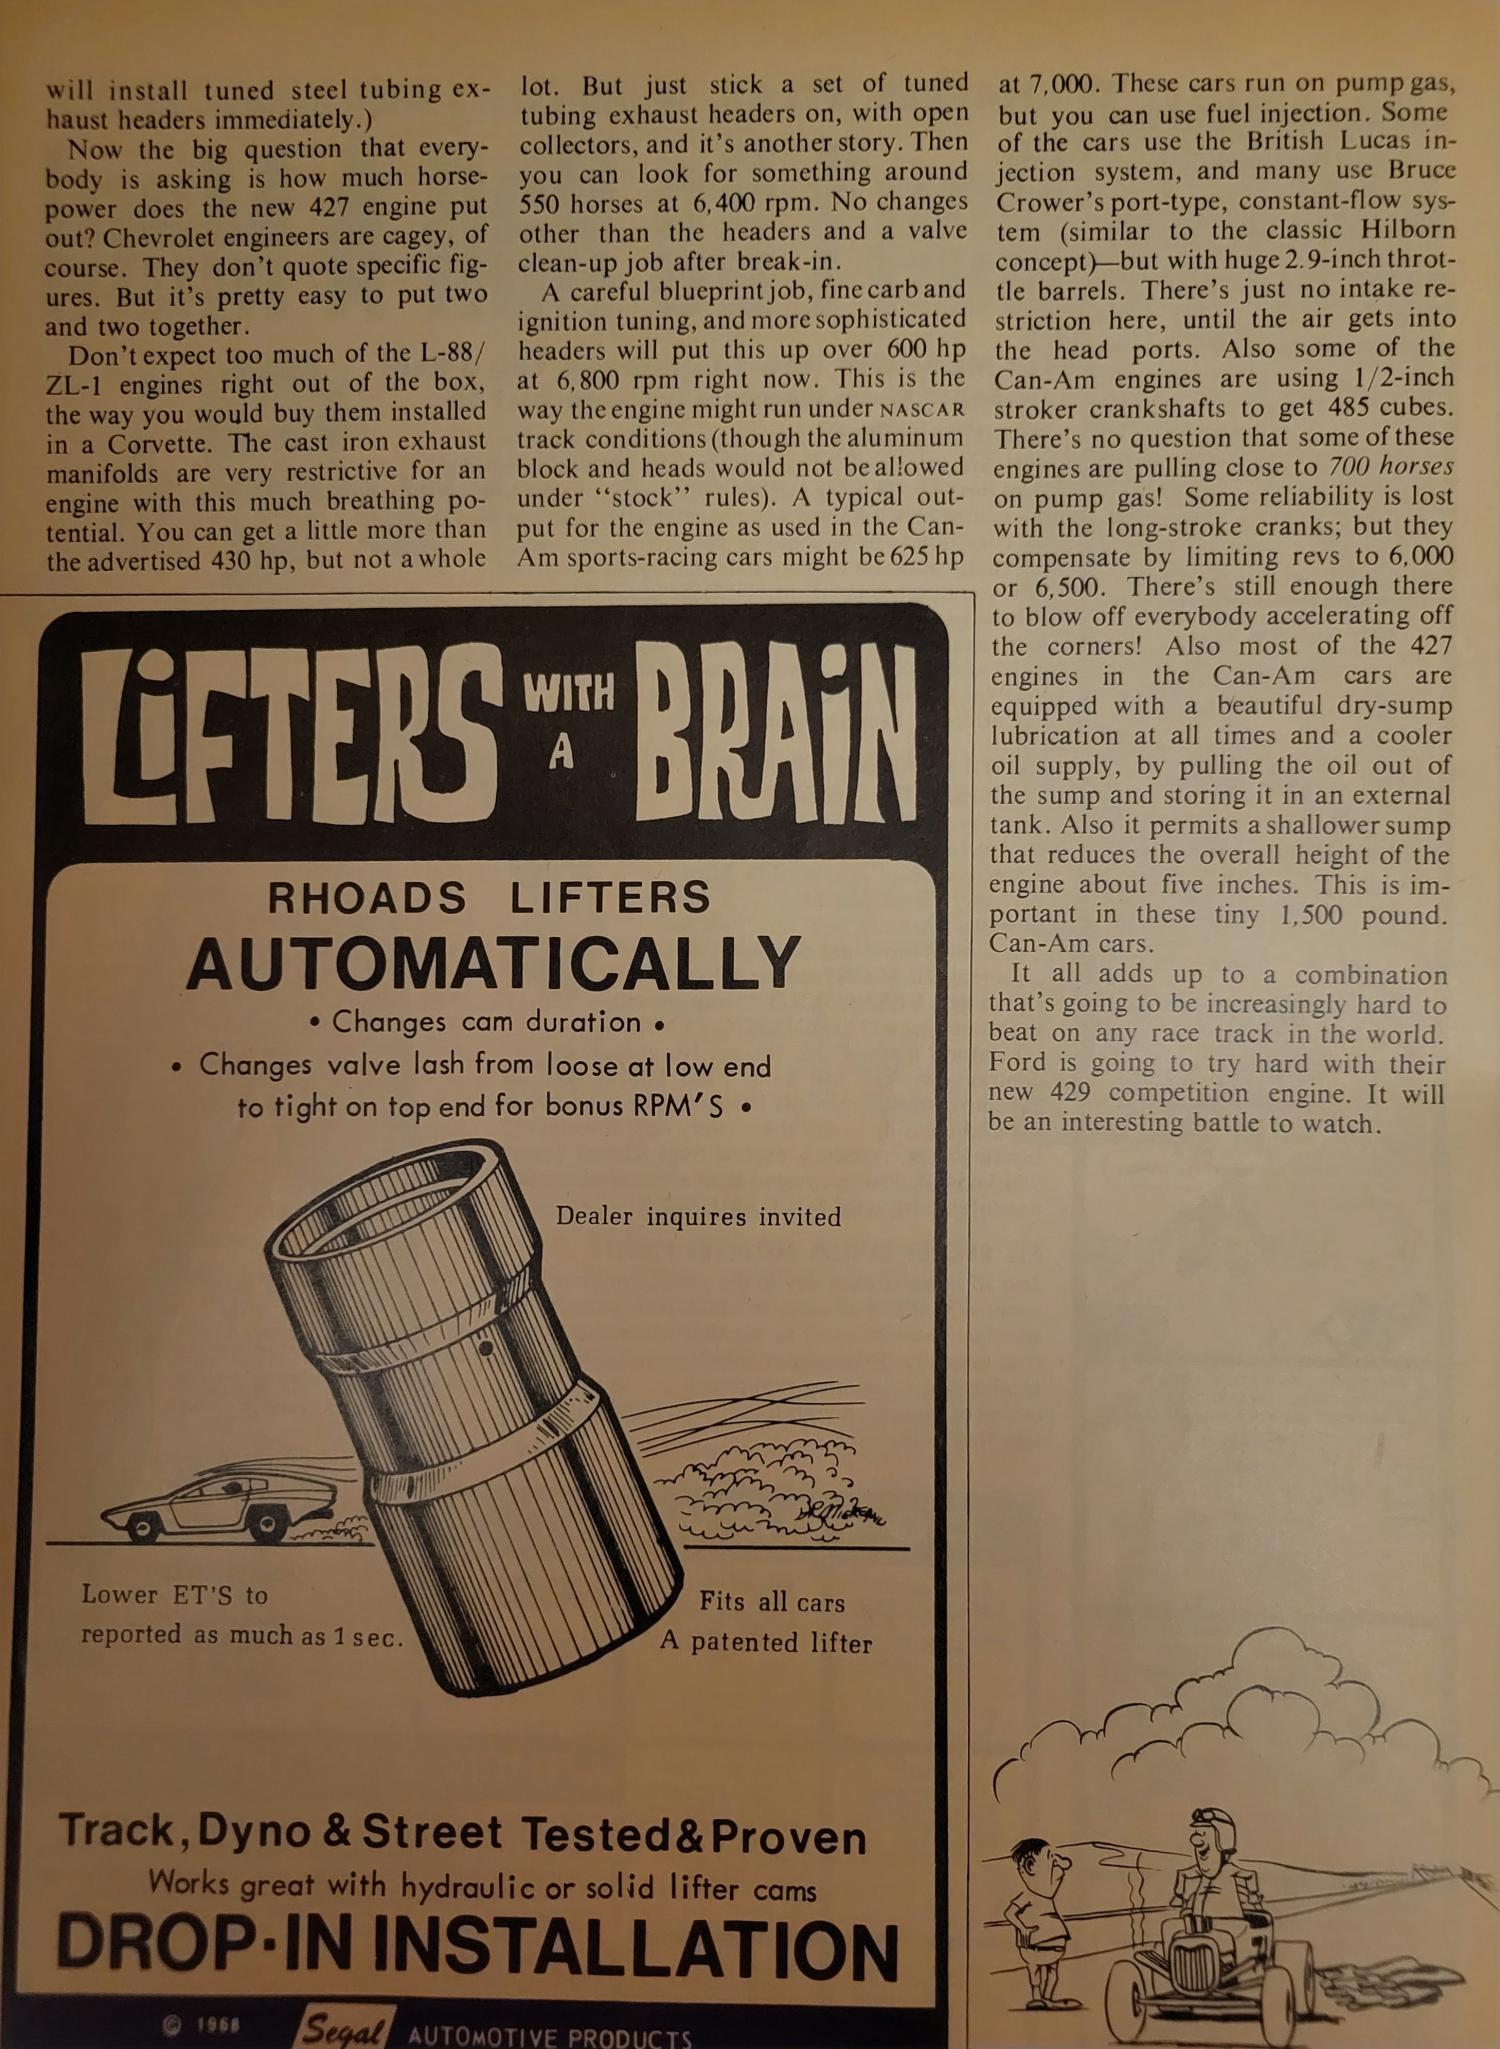 will install tuned steel tubing ex-
haust headers immediately.)
Now the big question that every-
body is asking is how much horse-
power does the new 427 engine put
out? Chevrolet engineers are cagey, of
course. They don't quote specific fig-
ures. But it's pretty easy to put two
and two together.
Don't expect too much of the L-88/
ZL-1 engines right out of the box,
the way you would buy them installed
in a Corvette. The cast iron exhaust
manifolds are very restrictive for an
engine with this much breathing po-
tential. You can get a little more than
the advertised 430 hp, but not a whole
lot. But just stick a set of tuned
tubing exhaust headers on, with open
collectors, and it's another story. Then
you can look for something around
550 horses at 6,400 rpm. No changes
other than the headers and a valve
clean-up job after break-in.
A careful blueprint job, fine carb and
ignition tuning, and more sophisticated
headers will put this up over 600 hp
at 6,800 rpm right now. This is the
way the engine might run under NASCAR
track conditions (though the aluminum
block and heads would not be allowed
under "stock" rules). A typical out-
put for the engine as used in the Can-
Am sports-racing cars might be 625 hp
at 7,000. These cars run on pump gas,
but you can use fuel injection. Some
of the cars use the British Lucas in-
jection system, and many use Bruce
Crower's port-type, constant-flow sys-
tem (similar to the classic Hilborn
concept)—but with huge 2.9-inch throt-
tle barrels. There's just no intake re-
striction here, until the air gets into
the head ports. Also some of the
Can-Am engines are using 1/2-inch
stroker crankshafts to get 485 cubes.
There's no question that some of these
engines are pulling close to 700 horses
on pump gas! Some reliability is lost
with the long-stroke cranks; but they
compensate by limiting revs to 6,000
or 6,500. There's still enough there
to blow off everybody accelerating off
the corners! Also most of the 427
engines in the Can-Am cars are
equipped with a beautiful dry-sump
lubrication at all times and a cooler
oil supply, by pulling the oil out of
the sump and storing it in an external
tank. Also it permits a shallower sump
that reduces the overall height of the
engine about five inches. This is im-
portant in these tiny 1,500 pound.
Can-Am cars.
It all adds up to a combination
that's going to be increasingly hard to
beat on any race track in the world.
Ford is going to try hard with their
new 429 competition engine. It will
be an interesting battle to watch.
LiFTERS WITH A BRAiN
RHOADS LIFTERS
AUTOMATICALLY
• Changes cam duration •
• Changes valve lash from loose at low end
to tight on top end for bonus RPM'S •
Dealer inquires invited
Lower ET'S to
reported as much as 1 sec.
Fits all cars
A patented lifter
Track, Dyno & Street Tested & Proven
Works great with hydraulic or solid lifter cams
DROP-IN INSTALLATION
© 1968 Segal AUTOMOTIVE PRODUCTS